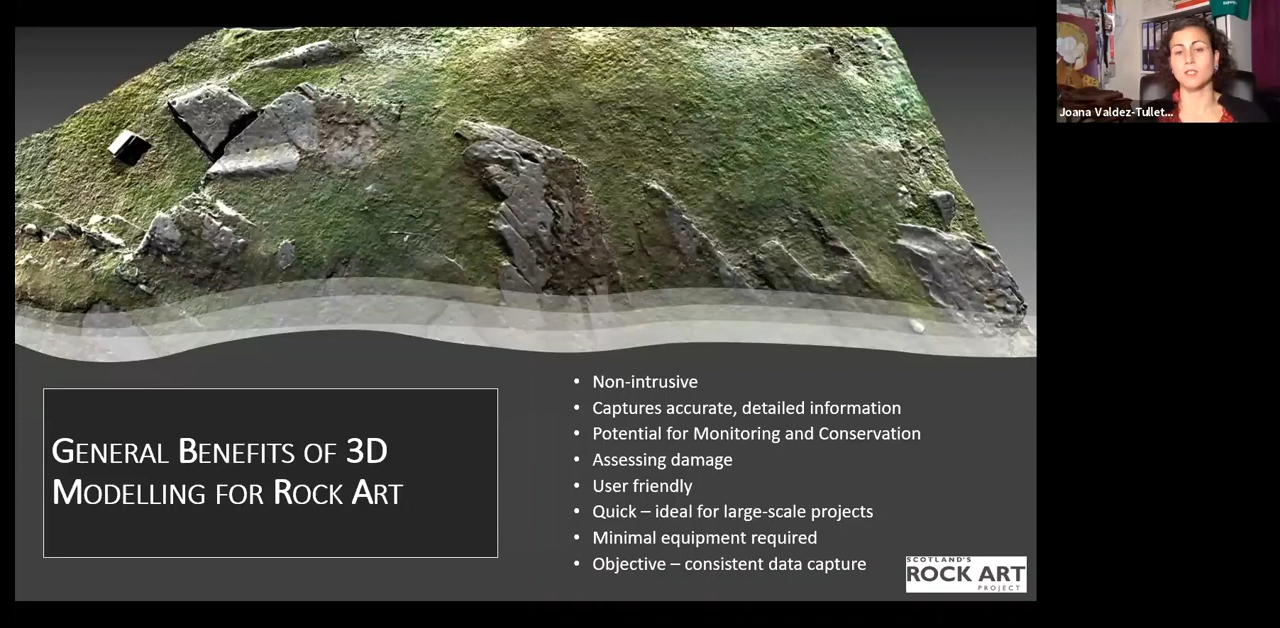 Joana Valdez-Tullet...
GENERAL BENEFITS OF 3D
MODELLING FOR ROCK ART
• Non-intrusive
• Captures accurate, detailed information
• Potential for Monitoring and Conservation
• Assessing damage
• User friendly
• Quick – ideal for large-scale projects
• Minimal equipment required
• Objective – consistent data capture
SCOTLAND'S
ROCK ART
PROJECT